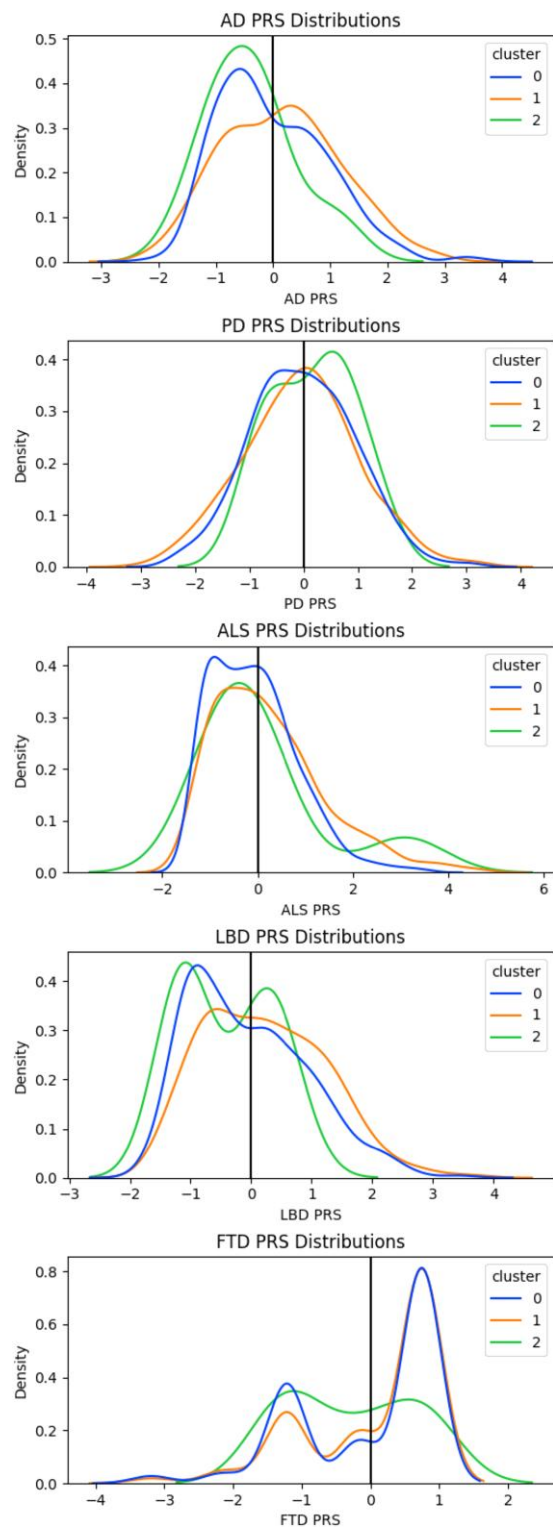 AD PRS Distributions
0.5
0.4
0.3
0.2
0.1
0.0
Density
cluster
0
1
2
−3 −2 −1 0 1 2 3 4
AD PRS
PD PRS Distributions
0.4
0.3
0.2
0.1
0.0
Density
cluster
0
1
2
−4 −3 −2 −1 0 1 2 3 4
PD PRS
ALS PRS Distributions
0.4
0.3
0.2
0.1
0.0
Density
cluster
0
1
2
−2 0 2 4 6
ALS PRS
LBD PRS Distributions
0.4
0.3
0.2
0.1
0.0
Density
cluster
0
1
2
−3 −2 −1 0 1 2 3 4
LBD PRS
FTD PRS Distributions
0.8
0.6
0.4
0.2
0.0
Density
cluster
0
1
2
−4 −3 −2 −1 0 1 2
FTD PRS